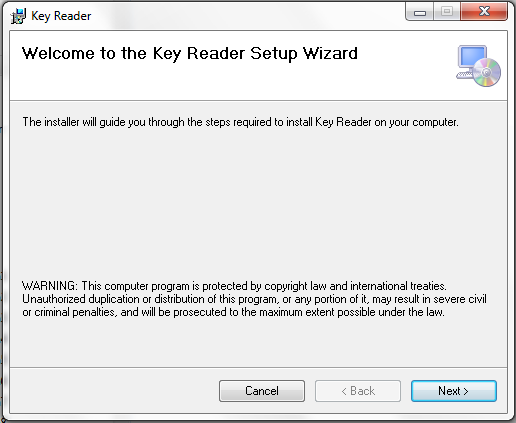 Key Reader
Welcome to the Key Reader Setup Wizard
The installer will guide you through the steps required to install Key Reader on your computer.
WARNING: This computer program is protected by copyright law and international treaties.
Unauthorized duplication or distribution of this program, or any portion of it, may result in severe civil
or criminal penalties, and will be prosecuted to the maximum extent possible under the law.
Cancel < Back Next >